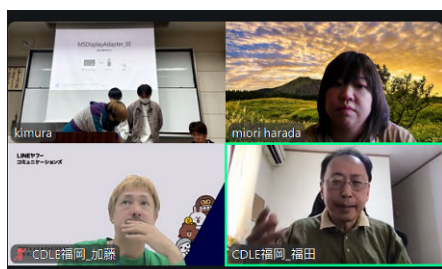 MSDisplayAdapter_0E
kimura
miori harada
LINEヤフー
コミュニケーションズ
CDLE福岡_加藤
CDLE福岡_福田